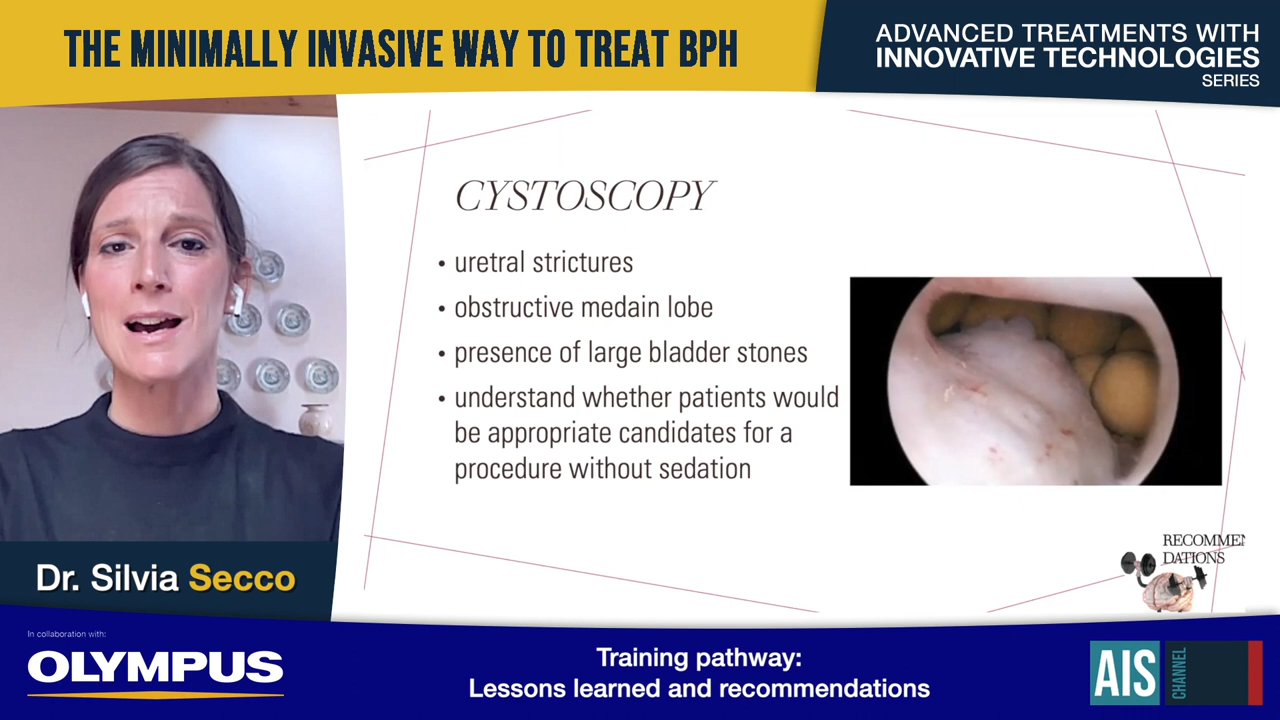 THE MINIMALLY INVASIVE WAY TO TREAT BPH
ADVANCED TREATMENTS WITH
INNOVATIVE TECHNOLOGIES
SERIES
CYSTOSCOPY
• uretral strictures
• obstructive medain lobe
• presence of large bladder stones
• understand whether patients would
be appropriate candidates for a
procedure without sedation
RECOMMEN
DATIONS
Dr. Silvia Secco
In collaboration with:
OLYMPUS
Training pathway:
Lessons learned and recommendations
AIS
CHANNEL